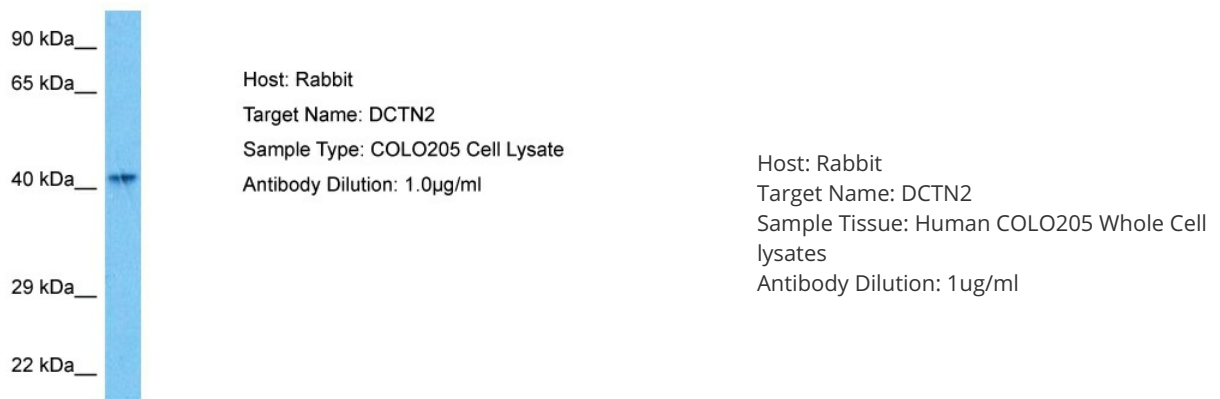 90 kDa__
65 kDa__
40 kDa__
29 kDa__
22 kDa__
Host: Rabbit
Target Name: DCTN2
Sample Type: COLO205 Cell Lysate
Antibody Dilution: 1.0µg/ml
Host: Rabbit
Target Name: DCTN2
Sample Tissue: Human COLO205 Whole Cell
lysates
Antibody Dilution: 1ug/ml